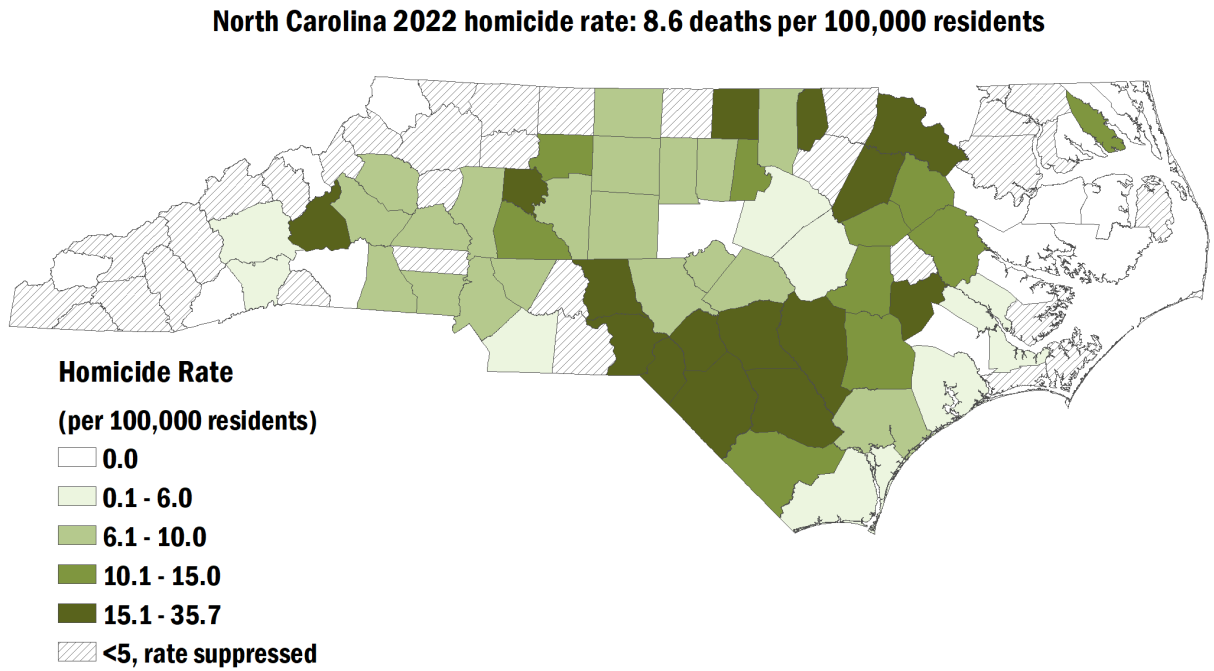 North Carolina 2022 homicide rate: 8.6 deaths per 100,000 residents
Homicide Rate
(per 100,000 residents)
0.0
0.1 - 6.0
6.1 - 10.0
10.1 - 15.0
15.1 - 35.7
<5, rate suppressed